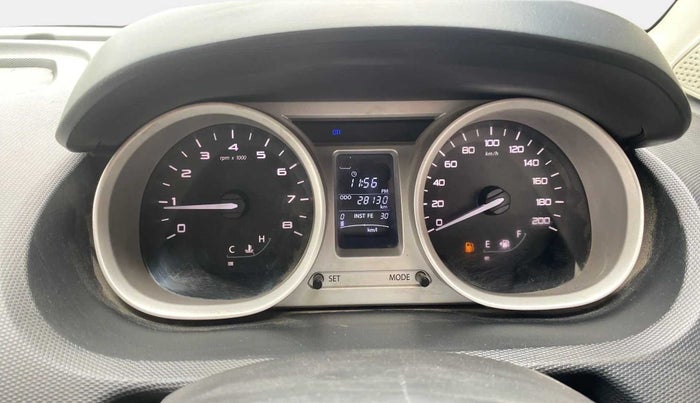 0 1 2 3 4 5 6 7 8
rpm x 1000
C H
11:56
PM
ODO 28130
km
0 INST FE 30
km/l
SET MODE
0 20 40 60 80 100 120 140 160 180 200
km/h
E F